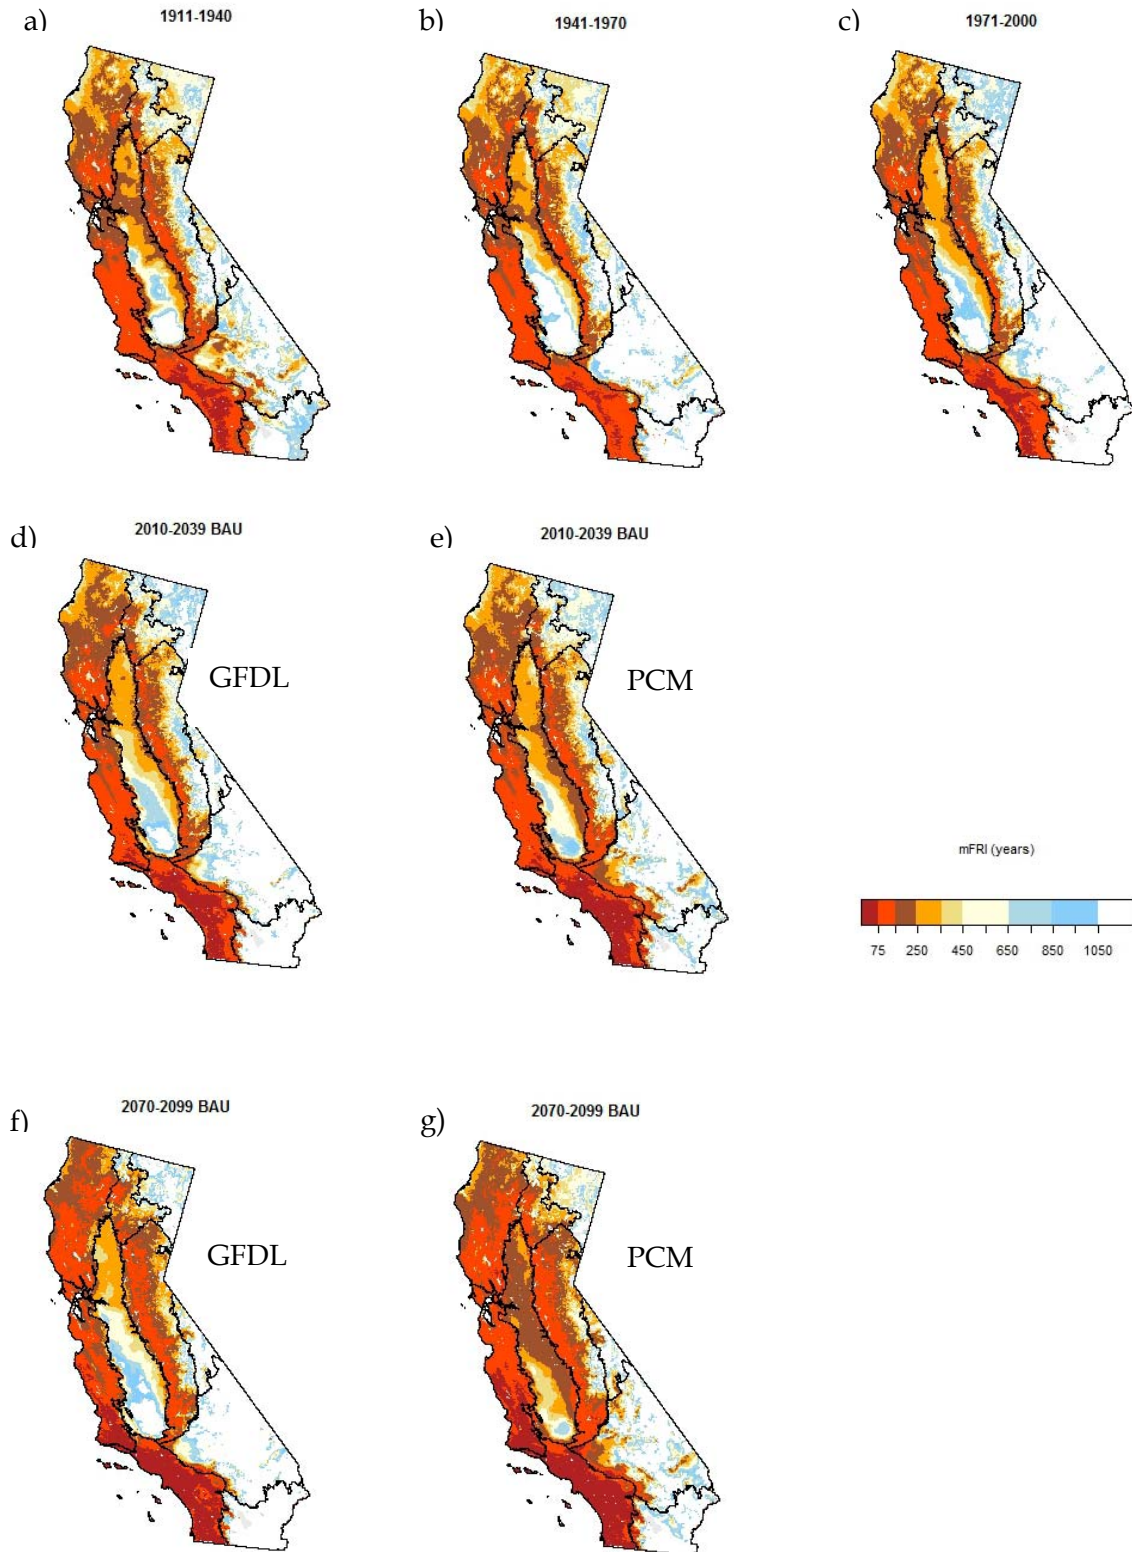 a)
1911-1940
b)
1941-1970
c)
1971-2000
d)
2010-2039 BAU
GFDL
e)
2010-2039 BAU
PCM
mFRI (years)
75 250 450 650 850 1050
f)
2070-2099 BAU
GFDL
g)
2070-2099 BAU
PCM